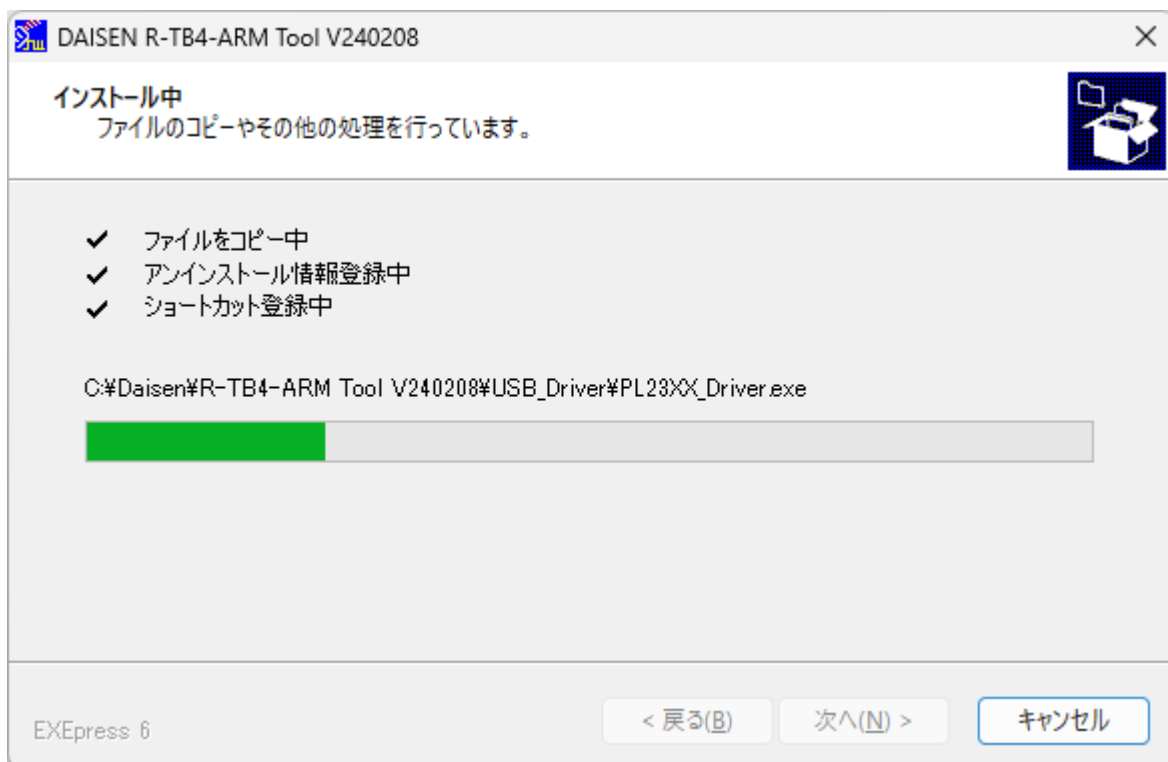 DAISEN R-TB4-ARM Tool V240208
インストール中
ファイルのコピーやその他の処理を行っています。
✓ ファイルをコピー中
✓ アンインストール情報登録中
✓ ショートカット登録中
C:¥Daisen¥R-TB4-ARM Tool V240208¥USB_Driver¥PL23XX_Driver.exe
EXEpress 6
< 戻る(B)
次へ(N) >
キャンセル